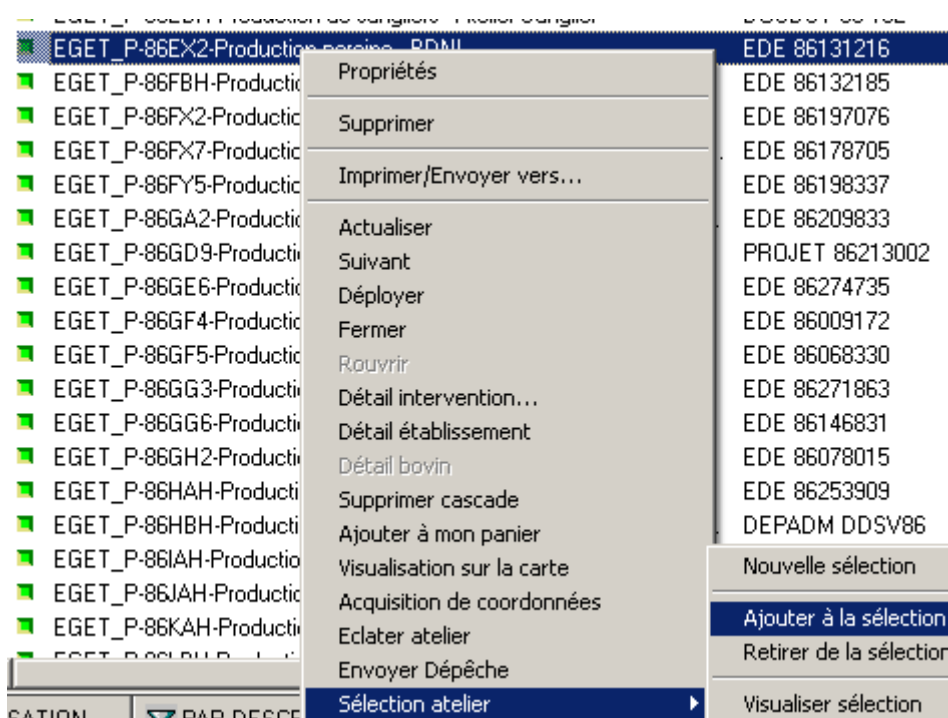 EGET_P-86EX2-Production porcine - BDNI EDE 86131216
EGET_P-86FBH-Productio EDE 86132185
EGET_P-86FX2-Productio EDE 86197076
EGET_P-86FX7-Productio . EDE 86178705
EGET_P-86FY5-Productio EDE 86198337
EGET_P-86GA2-Productio . EDE 86209833
EGET_P-86GD9-Producti PROJET 86213002
EGET_P-86GE6-Productio EDE 86274735
EGET_P-86GF4-Productio EDE 86009172
EGET_P-86GF5-Productio EDE 86068330
EGET_P-86GG3-Producti EDE 86271863
EGET_P-86GG6-Producti EDE 86146831
EGET_P-86GH2-Producti EDE 86078015
EGET_P-86HAH-Producti EDE 86253909
EGET_P-86HBH-Producti . DEPADM DDSV86
EGET_P-86IAH-Productio
EGET_P-86JAH-Productio
EGET_P-86KAH-Producti
Propriétés
Supprimer
Imprimer/Envoyer vers...
Actualiser
Suivant
Déployer
Fermer
Rouvrir
Détail intervention...
Détail établissement
Détail bovin
Supprimer cascade
Ajouter à mon panier
Visualisation sur la carte
Acquisition de coordonnées
Eclater atelier
Envoyer Dépêche
Sélection atelier
Nouvelle sélection
Ajouter à la sélection
Retirer de la sélection
Visualiser sélection